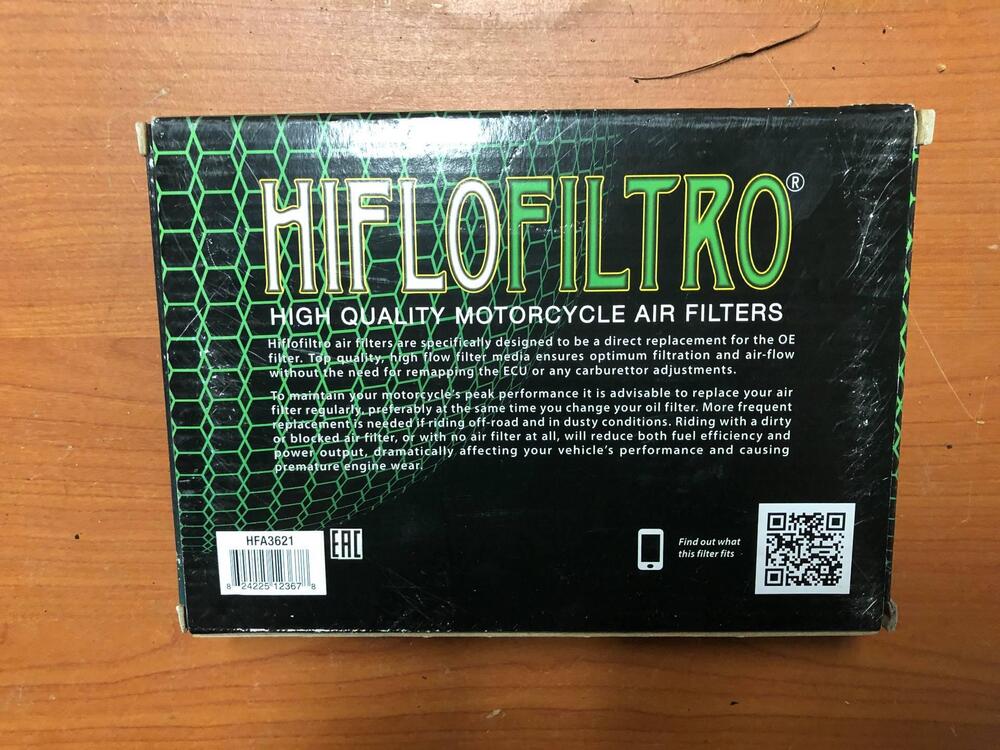 HIFLOFILTRO®
HIGH QUALITY MOTORCYCLE AIR FILTERS
Hiflofiltro air filters are specifically designed to be a direct replacement for the OE
filter. Top quality, high flow filter media ensures optimum filtration and air-flow
without the need for remapping the ECU or any carburettor adjustments.
To maintain your motorcycle's peak performance it is advisable to replace your air
filter regularly, preferably at the same time you change your oil filter. More frequent
replacement is needed if riding off-road and in dusty conditions. Riding with a dirty
or blocked air filter, or with no air filter at all, will reduce both fuel efficiency and
power output, dramatically affecting your vehicle's performance and causing
premature engine wear.
HFA3621
8 24225 12367 8
EAC
Find out what
this filter fits